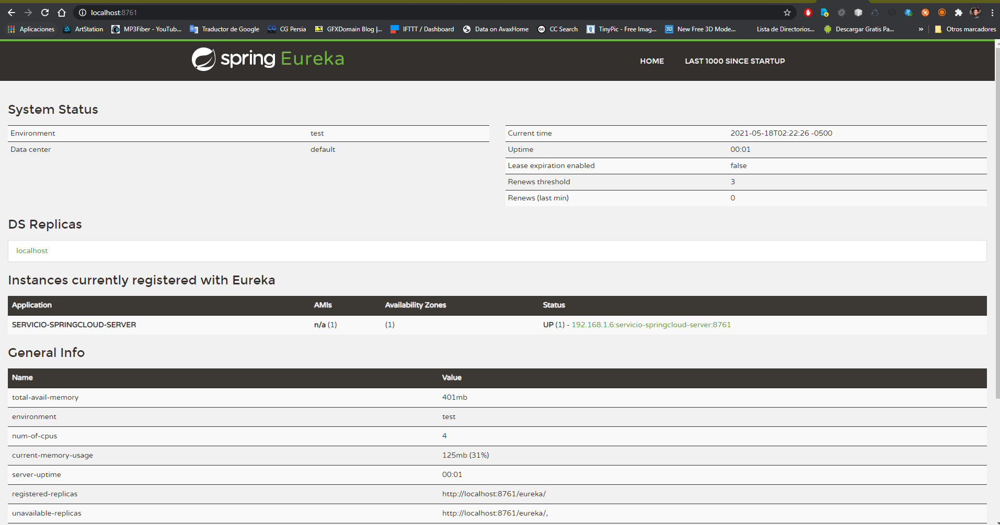 localhost:8761
Aplicaciones ArtStation MP3Fiber - YouTub... Traductor de Google CG Persia GFXDomain Blog |... IFTTT / Dashboard Data on AvaxHome CC Search TinyPic - Free Imag... 3D New Free 3D Mode... Lista de Directorios... Descargar Gratis Pa... » Otros marcadores
spring Eureka HOME LAST 1000 SINCE STARTUP
System Status
Environment test Current time 2021-05-18T02:22:26 -0500
Data center default Uptime 00:01
Lease expiration enabled false
Renews threshold 3
Renews (last min) 0
DS Replicas
localhost
Instances currently registered with Eureka
Application AMIs Availability Zones Status
SERVICIO-SPRINGCLOUD-SERVER n/a (1) (1) UP (1) - 192.168.1.6:servicio-springcloud-server:8761
General Info
Name Value
total-avail-memory 401mb
environment test
num-of-cpus 4
current-memory-usage 125mb (31%)
server-uptime 00:01
registered-replicas http://localhost:8761/eureka/
unavailable-replicas http://localhost:8761/eureka/,